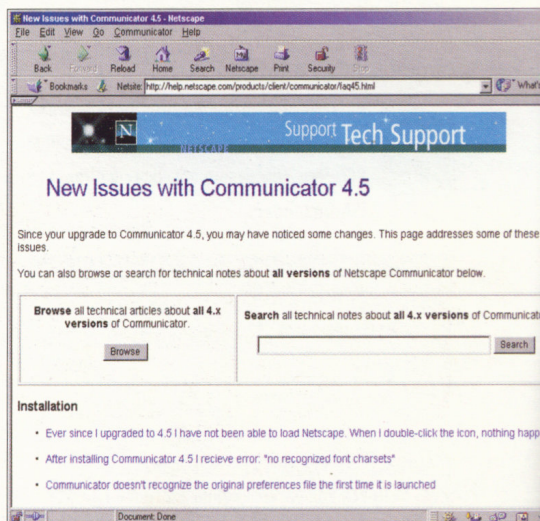 New Issues with Communicator 4.5 - Netscape
File Edit View Go Communicator Help
Back Forward Reload Home Search Netscape Print Security Stop
Bookmarks Netsite: http://help.netscape.com/products/client/communicator/faq45.html What's
N
NETSCAPE
Support Tech Support
New Issues with Communicator 4.5
Since your upgrade to Communicator 4.5, you may have noticed some changes. This page addresses some of these
issues.
You can also browse or search for technical notes about all versions of Netscape Communicator below.
Browse all technical articles about all 4.x
versions of Communicator.
Browse
Search all technical notes about all 4.x versions of Communicat
Search
Installation
• Ever since I upgraded to 4.5 I have not been able to load Netscape. When I double-click the icon, nothing happ
• After installing Communicator 4.5 I recieve error: "no recognized font charsets"
• Communicator doesn't recognize the original preferences file the first time it is launched
Document: Done